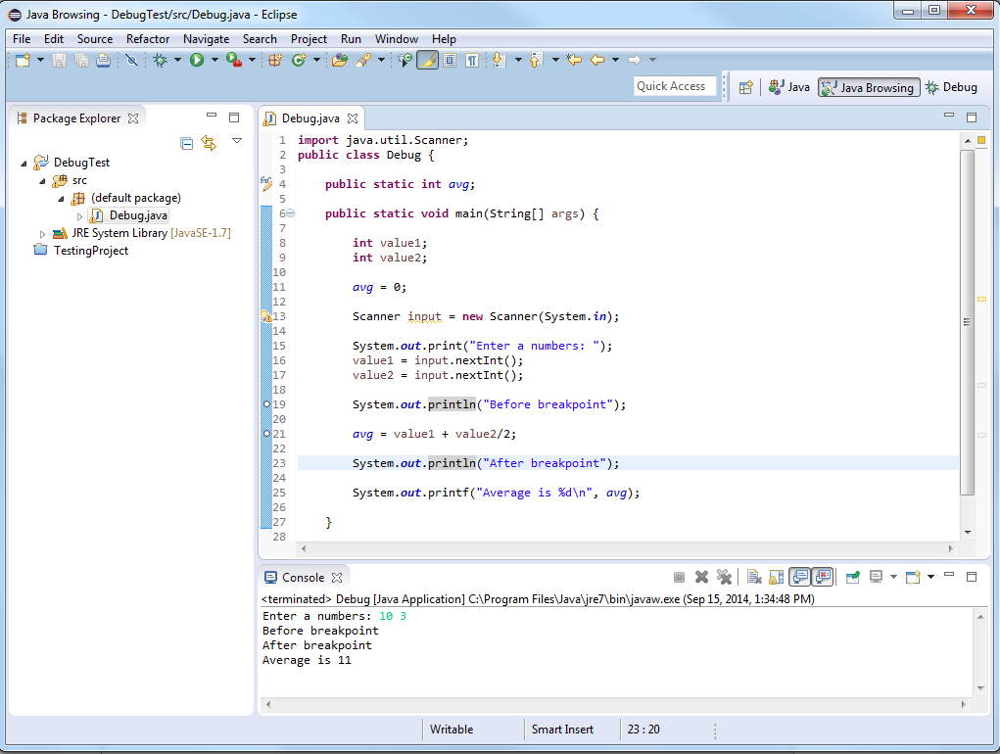 Java Browsing - DebugTest/src/Debug.java - Eclipse
File Edit Source Refactor Navigate Search Project Run Window Help
Quick Access Java Java Browsing Debug
Package Explorer
DebugTest
src
(default package)
Debug.java
JRE System Library [JavaSE-1.7]
TestingProject
Debug.java
1 import java.util.Scanner;
2 public class Debug {
3
4 public static int avg;
5
6 public static void main(String[] args) {
7
8 int value1;
9 int value2;
10
11 avg = 0;
12
13 Scanner input = new Scanner(System.in);
14
15 System.out.print("Enter a numbers: ");
16 value1 = input.nextInt();
17 value2 = input.nextInt();
18
19 System.out.println("Before breakpoint");
20
21 avg = value1 + value2/2;
22
23 System.out.println("After breakpoint");
24
25 System.out.printf("Average is %d\n", avg);
26
27 }
28
Console
<terminated> Debug [Java Application] C:\Program Files\Java\jre7\bin\javaw.exe (Sep 15, 2014, 1:34:48 PM)
Enter a numbers: 10 3
Before breakpoint
After breakpoint
Average is 11
Writable Smart Insert 23 : 20